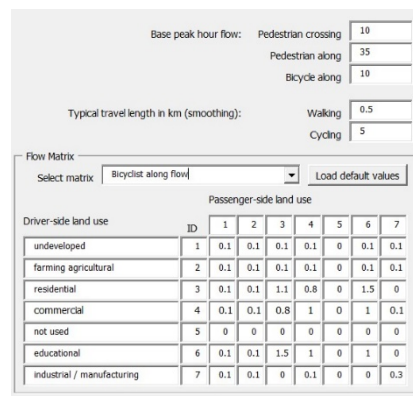 Base peak hour flow: Pedestrian crossing 10
Pedestrian along 35
Bicycle along 10
Typical travel length in km (smoothing): Walking 0.5
Cycling 5
Flow Matrix
Select matrix Bicyclist along flow Load default values
Passenger-side land use
Driver-side land use ID 1 2 3 4 5 6 7
undeveloped 1 0.1 0.1 0.1 0.1 0 0.1 0.1
farming agricultural 2 0.1 0.1 0.1 0.1 0 0.1 0.1
residential 3 0.1 0.1 1.1 0.8 0 1.5 0
commercial 4 0.1 0.1 0.8 1 0 1 0.1
not used 5 0 0 0 0 0 0 0
educational 6 0.1 0.1 1.5 1 0 1 0
industrial / manufacturing 7 0.1 0.1 0 0.1 0 0 0.3